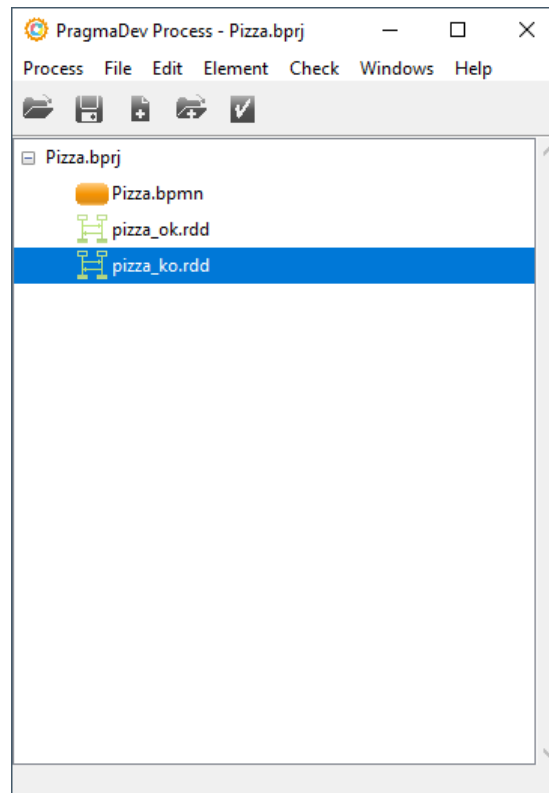 PragmaDev Process - Pizza.bprj
Process File Edit Element Check Windows Help
Pizza.bprj
Pizza.bpmn
pizza_ok.rdd
pizza_ko.rdd